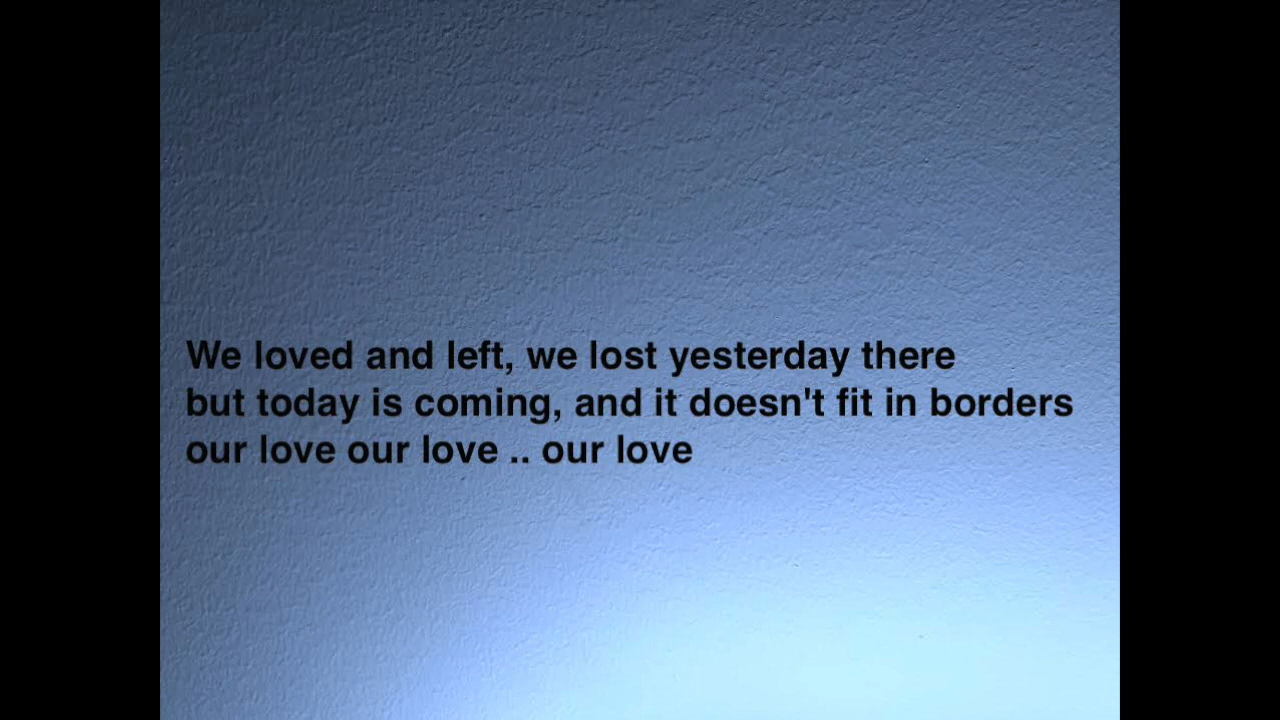 We loved and left, we lost yesterday there
but today is coming, and it doesn't fit in borders
our love our love .. our love